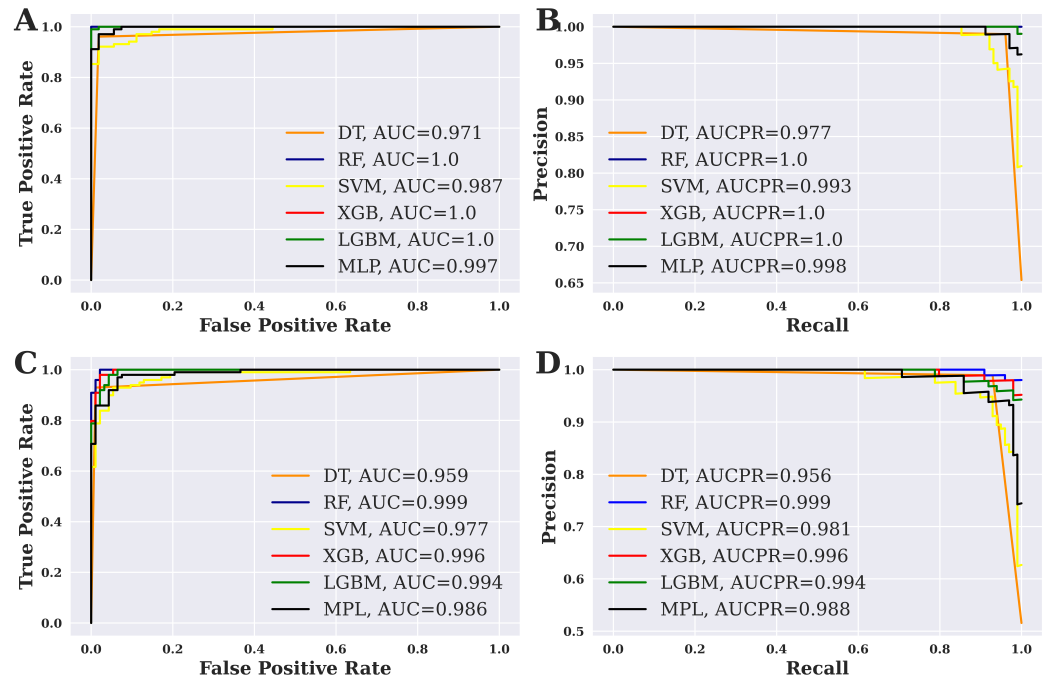 A
True Positive Rate
1.0
0.8
0.6
0.4
0.2
0.0
DT, AUC=0.971
RF, AUC=1.0
SVM, AUC=0.987
XGB, AUC=1.0
LGBM, AUC=1.0
MLP, AUC=0.997
0.0 0.2 0.4 0.6 0.8 1.0
False Positive Rate
B
Precision
1.00
0.95
0.90
0.85
0.80
0.75
0.70
0.65
DT, AUCPR=0.977
RF, AUCPR=1.0
SVM, AUCPR=0.993
XGB, AUCPR=1.0
LGBM, AUCPR=1.0
MLP, AUCPR=0.998
0.0 0.2 0.4 0.6 0.8 1.0
Recall
C
True Positive Rate
1.0
0.8
0.6
0.4
0.2
0.0
DT, AUC=0.959
RF, AUC=0.999
SVM, AUC=0.977
XGB, AUC=0.996
LGBM, AUC=0.994
MPL, AUC=0.986
0.0 0.2 0.4 0.6 0.8 1.0
False Positive Rate
D
Precision
1.0
0.9
0.8
0.7
0.6
0.5
DT, AUCPR=0.956
RF, AUCPR=0.999
SVM, AUCPR=0.981
XGB, AUCPR=0.996
LGBM, AUCPR=0.994
MPL, AUCPR=0.988
0.0 0.2 0.4 0.6 0.8 1.0
Recall